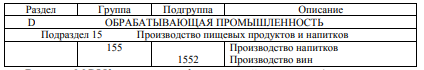 Раздел Группа Подгруппа Описание
D ОБРАБАТЫВАЮЩАЯ ПРОМЫШЛЕННОСТЬ
Подраздел 15 Производство пищевых продуктов и напитков
155 Производство напитков
1552 Производство вин